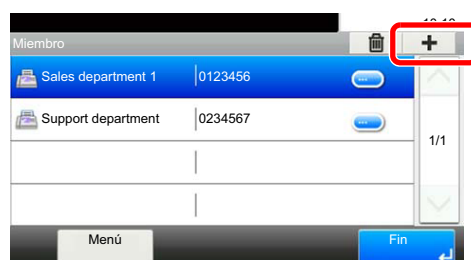 Miembro
Sales department 1 0123456
Support department 0234567
1/1
Menú Fin